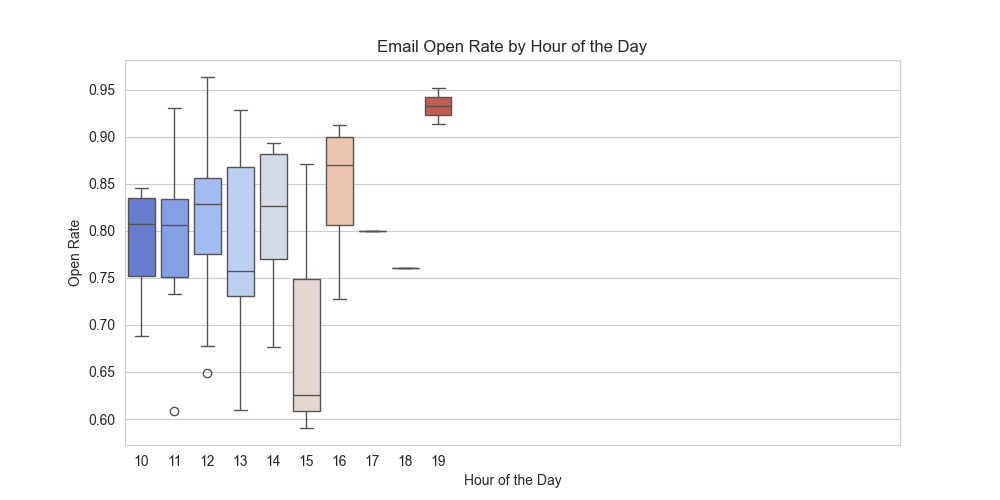 Email Open Rate by Hour of the Day
Open Rate
0.95
0.90
0.85
0.80
0.75
0.70
0.65
0.60
10 11 12 13 14 15 16 17 18 19
Hour of the Day